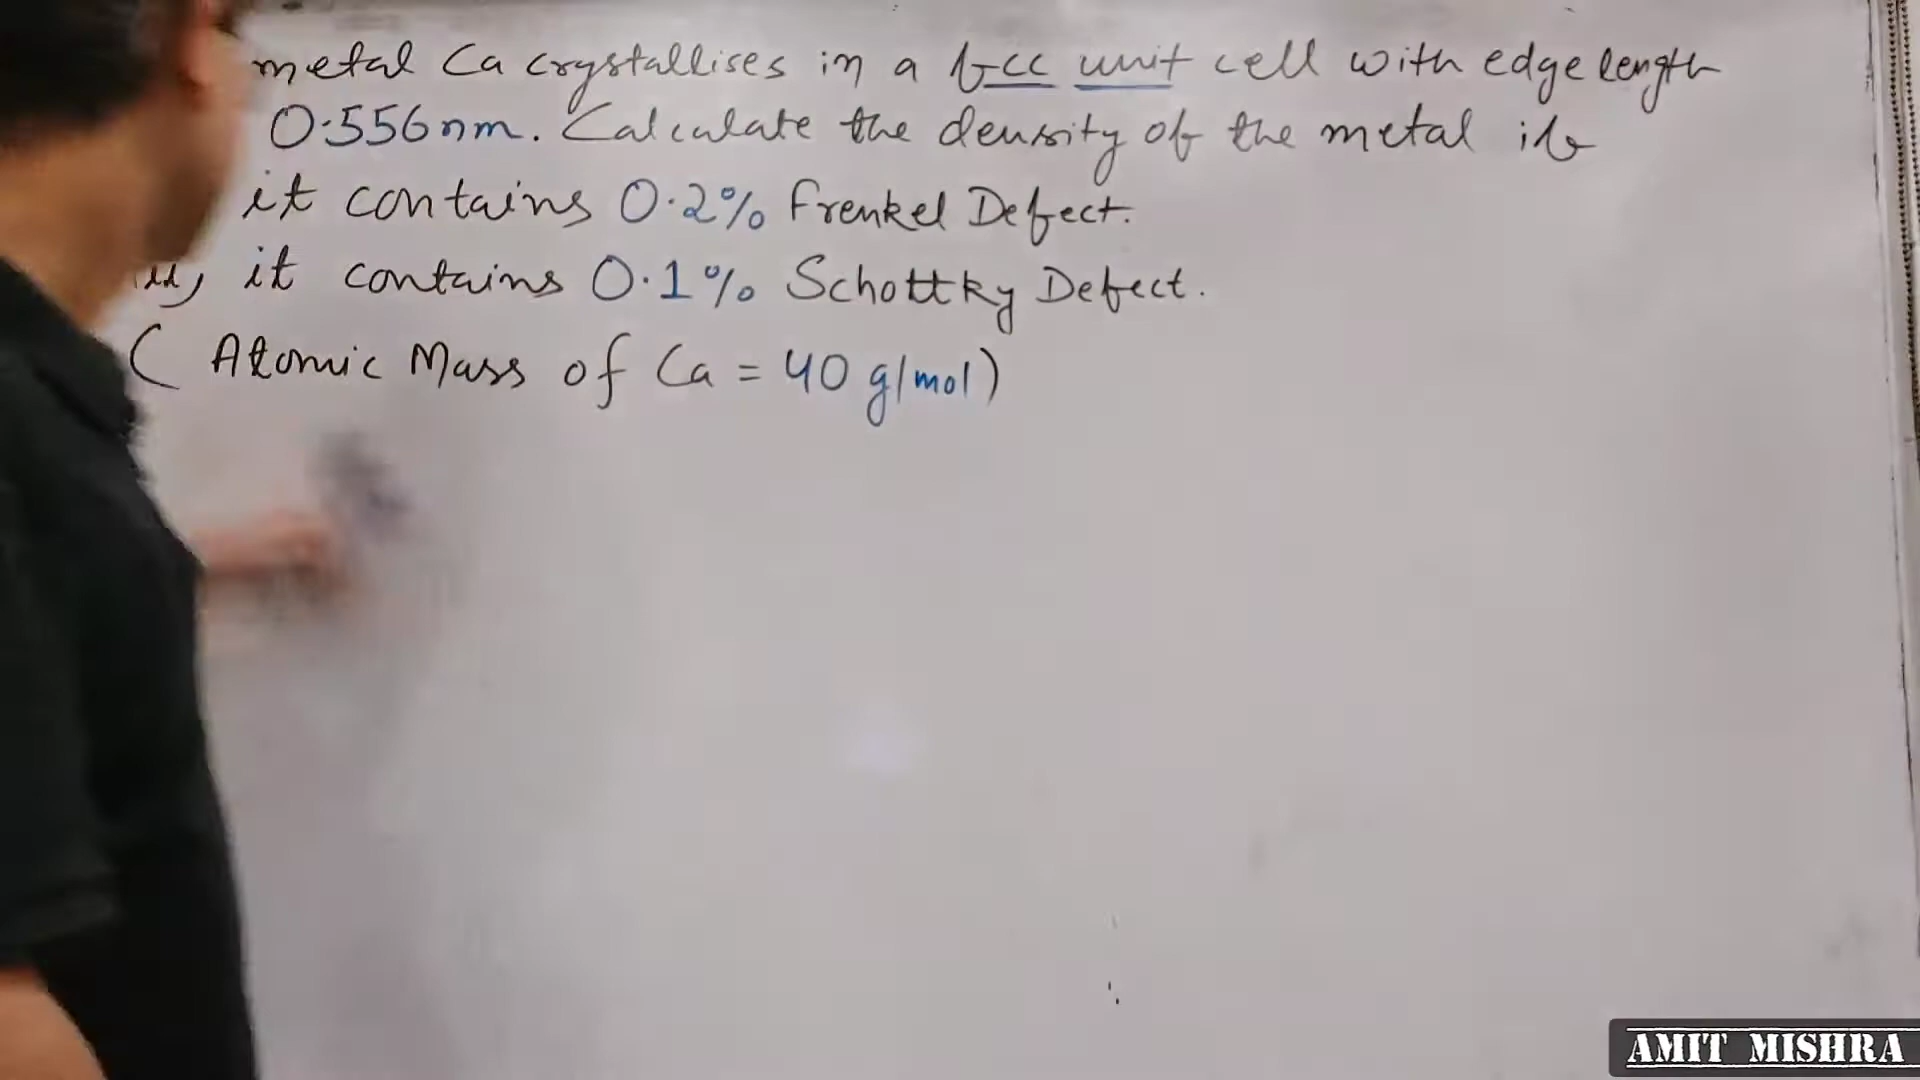 metal Ca crystallises in a fcc unit cell with edge length
0.556nm. Calculate the density of the metal if
it contains 0.2% Frenkel Defect.
it contains 0.1% Schottky Defect.
( Atomic Mass of Ca = 40 g/mol)
AMIT MISHRA